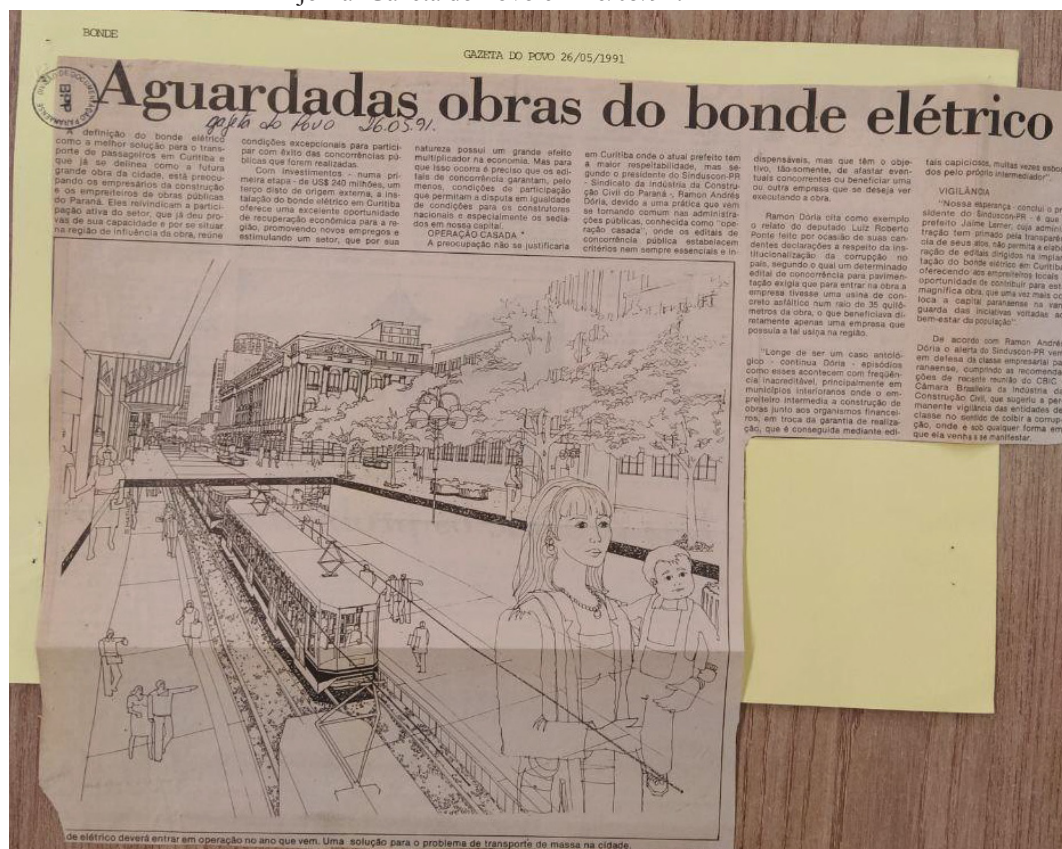 BONDE
GAZETA DO POVO 26/05/1991
Aguardadas obras do bonde elétrico
DIVISÃO DE DOCUMENTAÇÃO PARANAENSE
BPP
gazeta do Povo 26.05.91.
A definição do bonde elétrico
como a melhor solução para o trans-
porte de passageiros em Curitiba e
que já se delinea como a futura
grande obra da cidade, está preocu-
pando os empresários da construção
e os empreiteiros de obras públicas
do Paraná. Eles reivindicam a partici-
pação ativa do setor, que já deu pro-
vas de sua capacidade e por se situar
na região de influência da obra, reúne
condições excepcionais para partici-
par com êxito das concorrências pú-
blicas que forem realizadas.
Com investimentos - numa pri-
meira etapa - de US$ 240 milhões, um
terço disto de origem externa, a ins-
talação do bonde elétrico em Curitiba
oferece uma excelente oportunidade
de recuperação econômica para a re-
gião, promovendo novos empregos e
estimulando um setor, que por sua
natureza possui um grande efeito
multiplicador na economia. Mas para
que isso ocorra é preciso que os edi-
tais de concorrência garantam, pelo
menos, condições de participação
que permitam a disputa em igualdade
de condições para os construtores
nacionais e especialmente os sedia-
dos em nossa capital.
OPERAÇÃO CASADA
A preocupação não se justificaria
em Curitiba onde o atual prefeito tem
a maior respeitabilidade, mas se-
gundo o presidente do Sinduscon-PR
- Sindicato da Indústria da Constru-
ção Civil do Paraná - Ramon Andrés
Dória, devido a uma prática que vem
se tornando comum nas administra-
ções públicas, conhecida como "ope-
ração casada", onde os editais de
concorrência pública estabelecem
critérios nem sempre essenciais e in-
dispensáveis, mas que têm o obje-
tivo, tão-somente, de afastar even-
tuais concorrentes ou beneficiar uma
ou outra empresa que se deseja ver
executando a obra.
Ramon Dória cita como exemplo
o relato do deputado Luiz Roberto
Ponte feito por ocasião de suas can-
dentes declarações a respeito da ins-
titucionalização da corrupção no
país, segundo o qual um determinado
edital de concorrência para pavimen-
tação exigia que para entrar na obra a
empresa tivesse uma usina de con-
creto asfáltico num raio de 35 quilô-
metros da obra, o que beneficiava di-
retamente apenas uma empresa que
possuía a tal usina na região.
"Longe de ser um caso antoló-
gico - continua Dória - episódios
como esses acontecem com freqüên-
cia inacreditável, principalmente em
municípios interioranos onde o em-
preiteiro intermedia a construção de
obras junto aos organismos financei-
ros, em troca da garantia de realiza-
ção, que é conseguida mediante edi-
tais capiciosos, muitas vezes esbo
dos pelo próprio intermediador".
VIGILÂNCIA
"Nossa esperança - conclui o pr
sidente do Sinduscon-PR - é que
prefeito Jaime Lerner, cuja admini
tração tem primado pela transparên
cia de seus atos, não permita a elabo
ração de editais dirigidos na implan
tação do bonde elétrico em Curitiba
oferecendo aos empreiteiros locais
oportunidade de contribuir para est
magnífica obra, que uma vez mais co
loca a capital paranaense na van
guarda das iniciativas voltadas ao
bem-estar da população".
De acordo com Ramon Andrés
Dória o alerta do Sinduscon-PR vem
em defesa da classe empresarial pa
ranaense, cumprindo as recomenda
ções de recente reunião do CBIC
Câmara Brasileira da Indústria da
Construção Civil, que sugeriu a per
manente vigilância das entidades d
classe no sentido de coibir a corrup
ção, onde e sob qualquer forma em
que ela venha a se manifestar.
de elétrico deverá entrar em operação no ano que vem. Uma solução para o problema de transporte de massa na cidade.